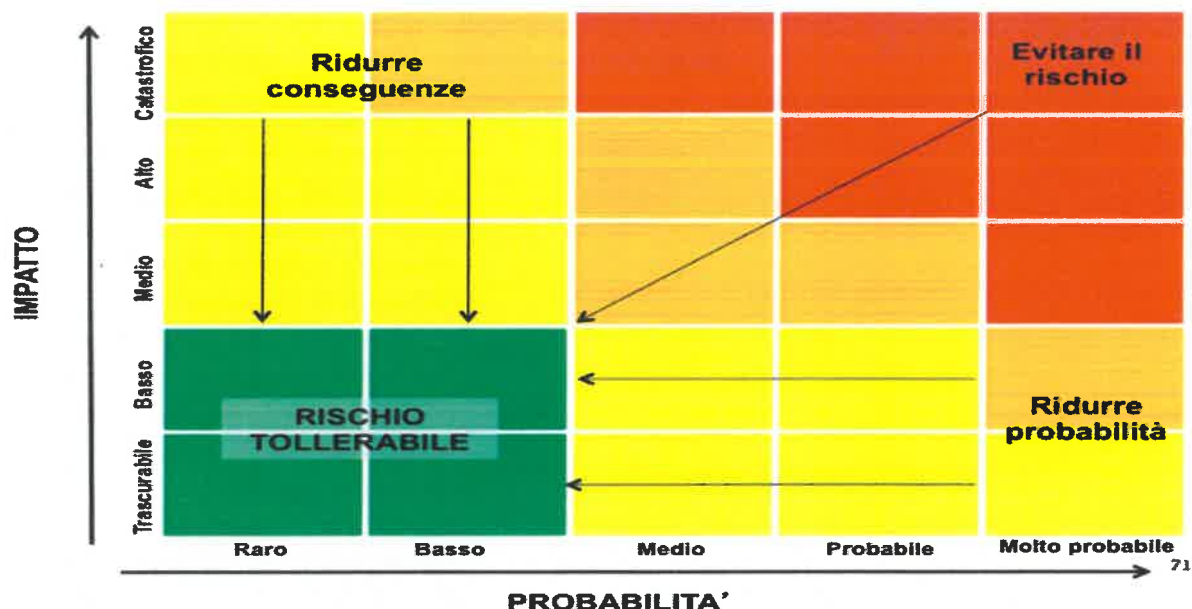 IMPATTO
Catastrofico
Alto
Medio
Basso
Trascurabile
Ridurre
conseguenze
Evitare il
rischio
RISCHIO
TOLLERABILE
Ridurre
probabilità
Raro
Basso
Medio
Probabile
Molto probabile
71
PROBABILITA'